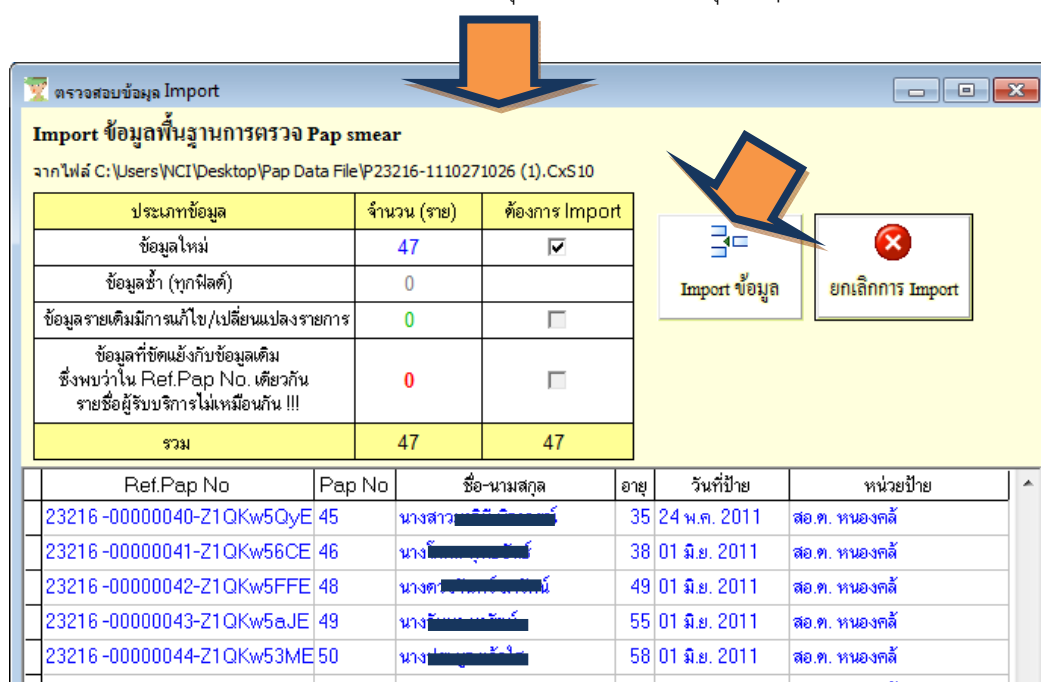 ตรวจสอบข้อมูล Import
Import ข้อมูลพื้นฐานการตรวจ Pap smear
จากไฟล์ C:\Users\NCI\Desktop\Pap Data File\P23216-1110271026 (1).CxS10
ประเภทข้อมูล จำนวน (ราย) ต้องการ Import
ข้อมูลใหม่ 47
ข้อมูลซ้ำ (ทุกฟิลด์) 0
ข้อมูลรายเดิมมีการแก้ไข/เปลี่ยนแปลงรายการ 0
ข้อมูลที่ขัดแย้งกับข้อมูลเดิม
ซึ่งพบว่าใน Ref.Pap No. เดียวกัน 0
รายชื่อผู้รับบริการไม่เหมือนกัน !!!
รวม 47 47
Import ข้อมูล
ยกเลิกการ Import
Ref.Pap No Pap No ชื่อ-นามสกุล อายุ วันที่ป้าย หน่วยป้าย
23216-00000040-Z1QKw5QyE 45 นางสาว 35 24 พ.ค. 2011 สอ.ต. หนองคล้
23216-00000041-Z1QKw56CE 46 นาง 38 01 มิ.ย. 2011 สอ.ต. หนองคล้
23216-00000042-Z1QKw5FFE 48 นาง 49 01 มิ.ย. 2011 สอ.ต. หนองคล้
23216-00000043-Z1QKw5aJE 49 นาง 55 01 มิ.ย. 2011 สอ.ต. หนองคล้
23216-00000044-Z1QKw53ME 50 นาง 58 01 มิ.ย. 2011 สอ.ต. หนองคล้